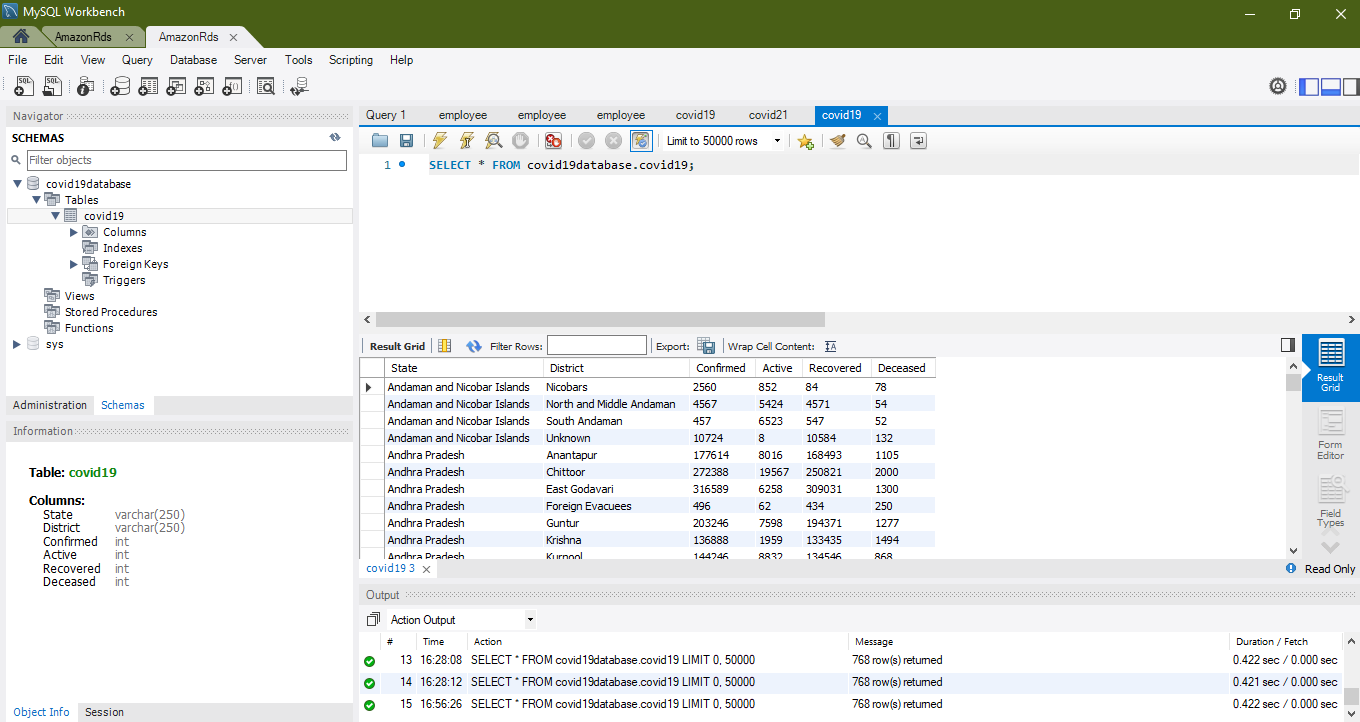 MySQL Workbench
AmazonRds AmazonRds
File Edit View Query Database Server Tools Scripting Help
Navigator
SCHEMAS
Filter objects
covid19database
Tables
covid19
Columns
Indexes
Foreign Keys
Triggers
Views
Stored Procedures
Functions
sys
Administration Schemas
Information
Table: covid19
Columns:
State varchar(250)
District varchar(250)
Confirmed int
Active int
Recovered int
Deceased int
Object Info Session
Query 1 employee employee employee covid19 covid21 covid19
Limit to 50000 rows
1 SELECT * FROM covid19database.covid19;
Result Grid Filter Rows: Export: Wrap Cell Content:
State District Confirmed Active Recovered Deceased
Andaman and Nicobar Islands Nicobars 2560 852 84 78
Andaman and Nicobar Islands North and Middle Andaman 4567 5424 4571 54
Andaman and Nicobar Islands South Andaman 457 6523 547 52
Andaman and Nicobar Islands Unknown 10724 8 10584 132
Andhra Pradesh Anantapur 177614 8016 168493 1105
Andhra Pradesh Chittoor 272388 19567 250821 2000
Andhra Pradesh East Godavari 316589 6258 309031 1300
Andhra Pradesh Foreign Evacuees 496 62 434 250
Andhra Pradesh Guntur 203246 7598 194371 1277
Andhra Pradesh Krishna 136888 1959 133435 1494
Andhra Pradesh Kurnool 144246 8832 134546 868
Result
Grid
Form
Editor
Field
Types
covid19 3
Read Only
Output
Action Output
# Time Action Message Duration / Fetch
13 16:28:08 SELECT * FROM covid19database.covid19 LIMIT 0, 50000 768 row(s) returned 0.422 sec / 0.000 sec
14 16:28:12 SELECT * FROM covid19database.covid19 LIMIT 0, 50000 768 row(s) returned 0.421 sec / 0.000 sec
15 16:56:26 SELECT * FROM covid19database.covid19 LIMIT 0, 50000 768 row(s) returned 0.422 sec / 0.000 sec